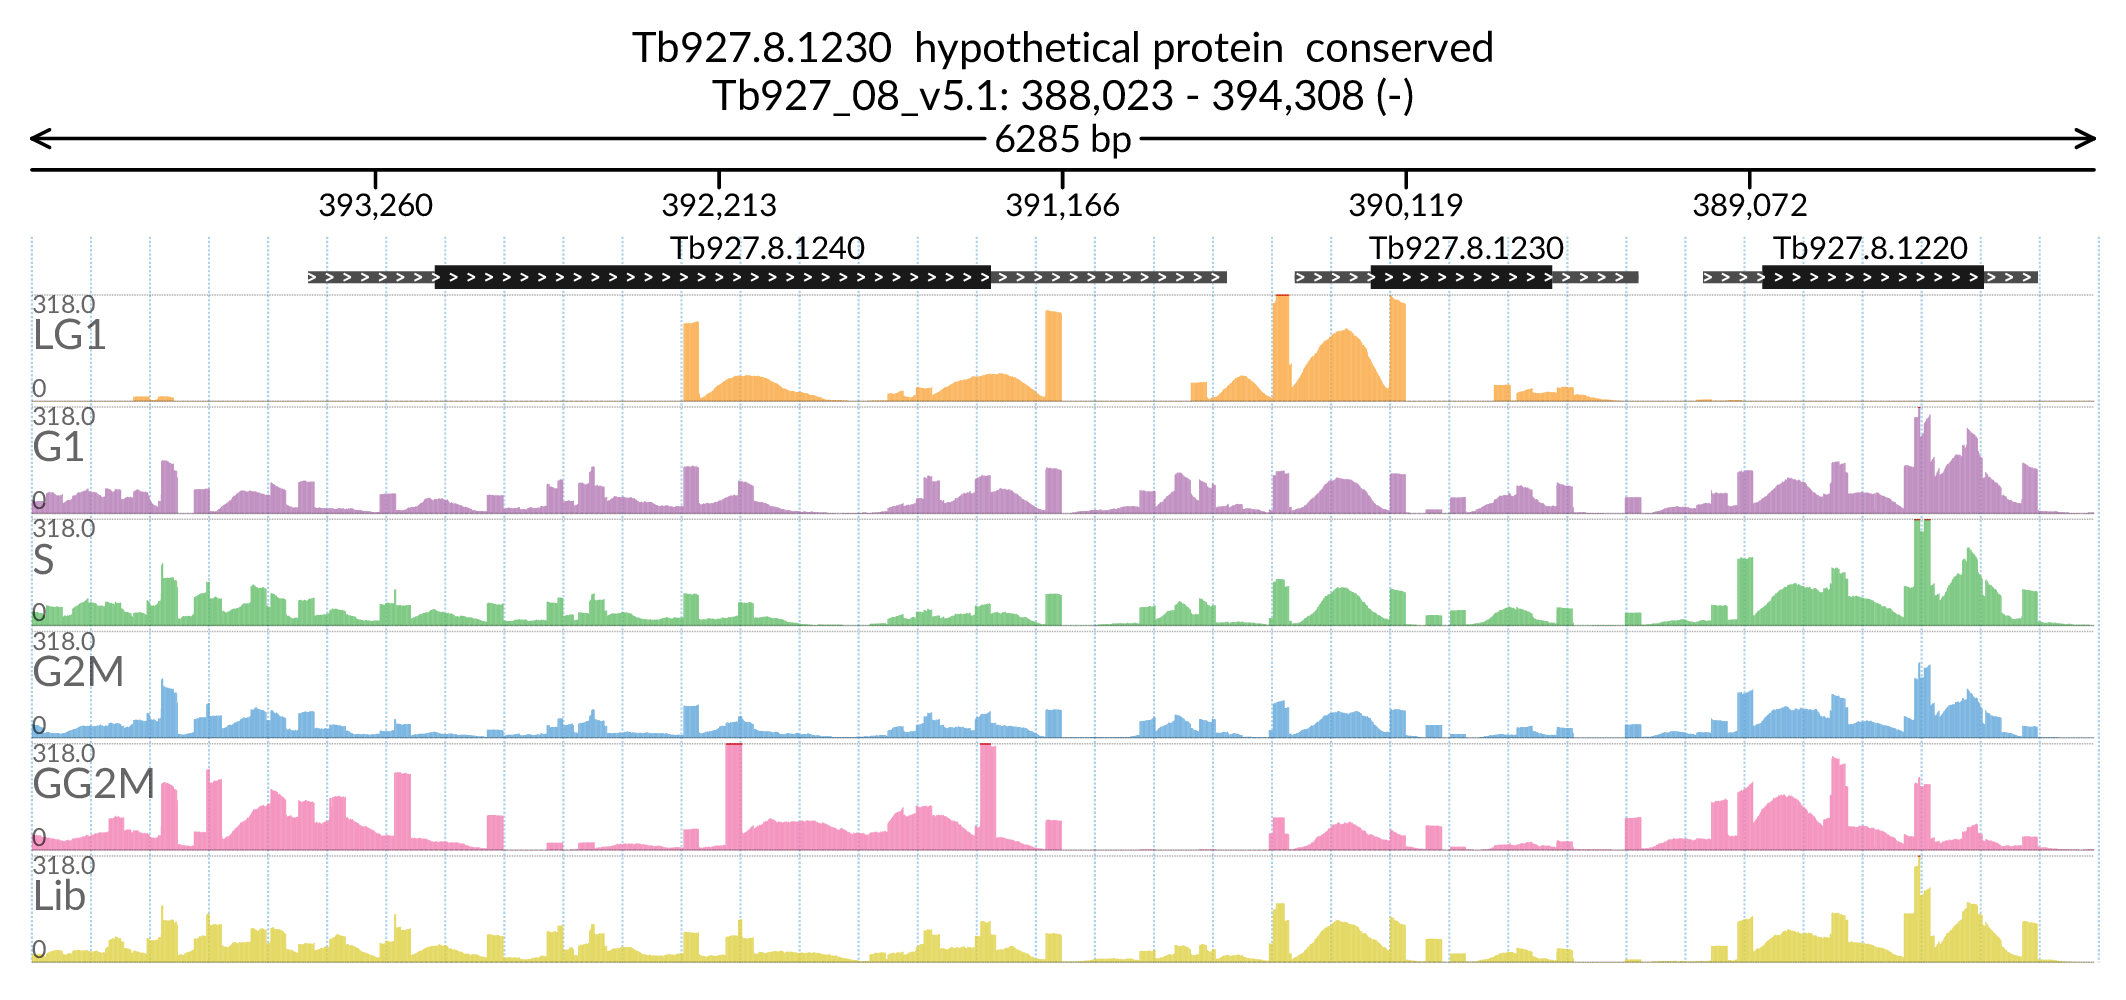 Tb927.8.1230  hypothetical protein  conserved
Tb927_08_v5.1: 388,023 - 394,308 (-)
6285 bp
393,260 392,213 391,166 390,119 389,072
Tb927.8.1240 Tb927.8.1230 Tb927.8.1220
318.0
LG1
0
318.0
G1
0
318.0
S
0
318.0
G2M
0
318.0
GG2M
0
318.0
Lib
0